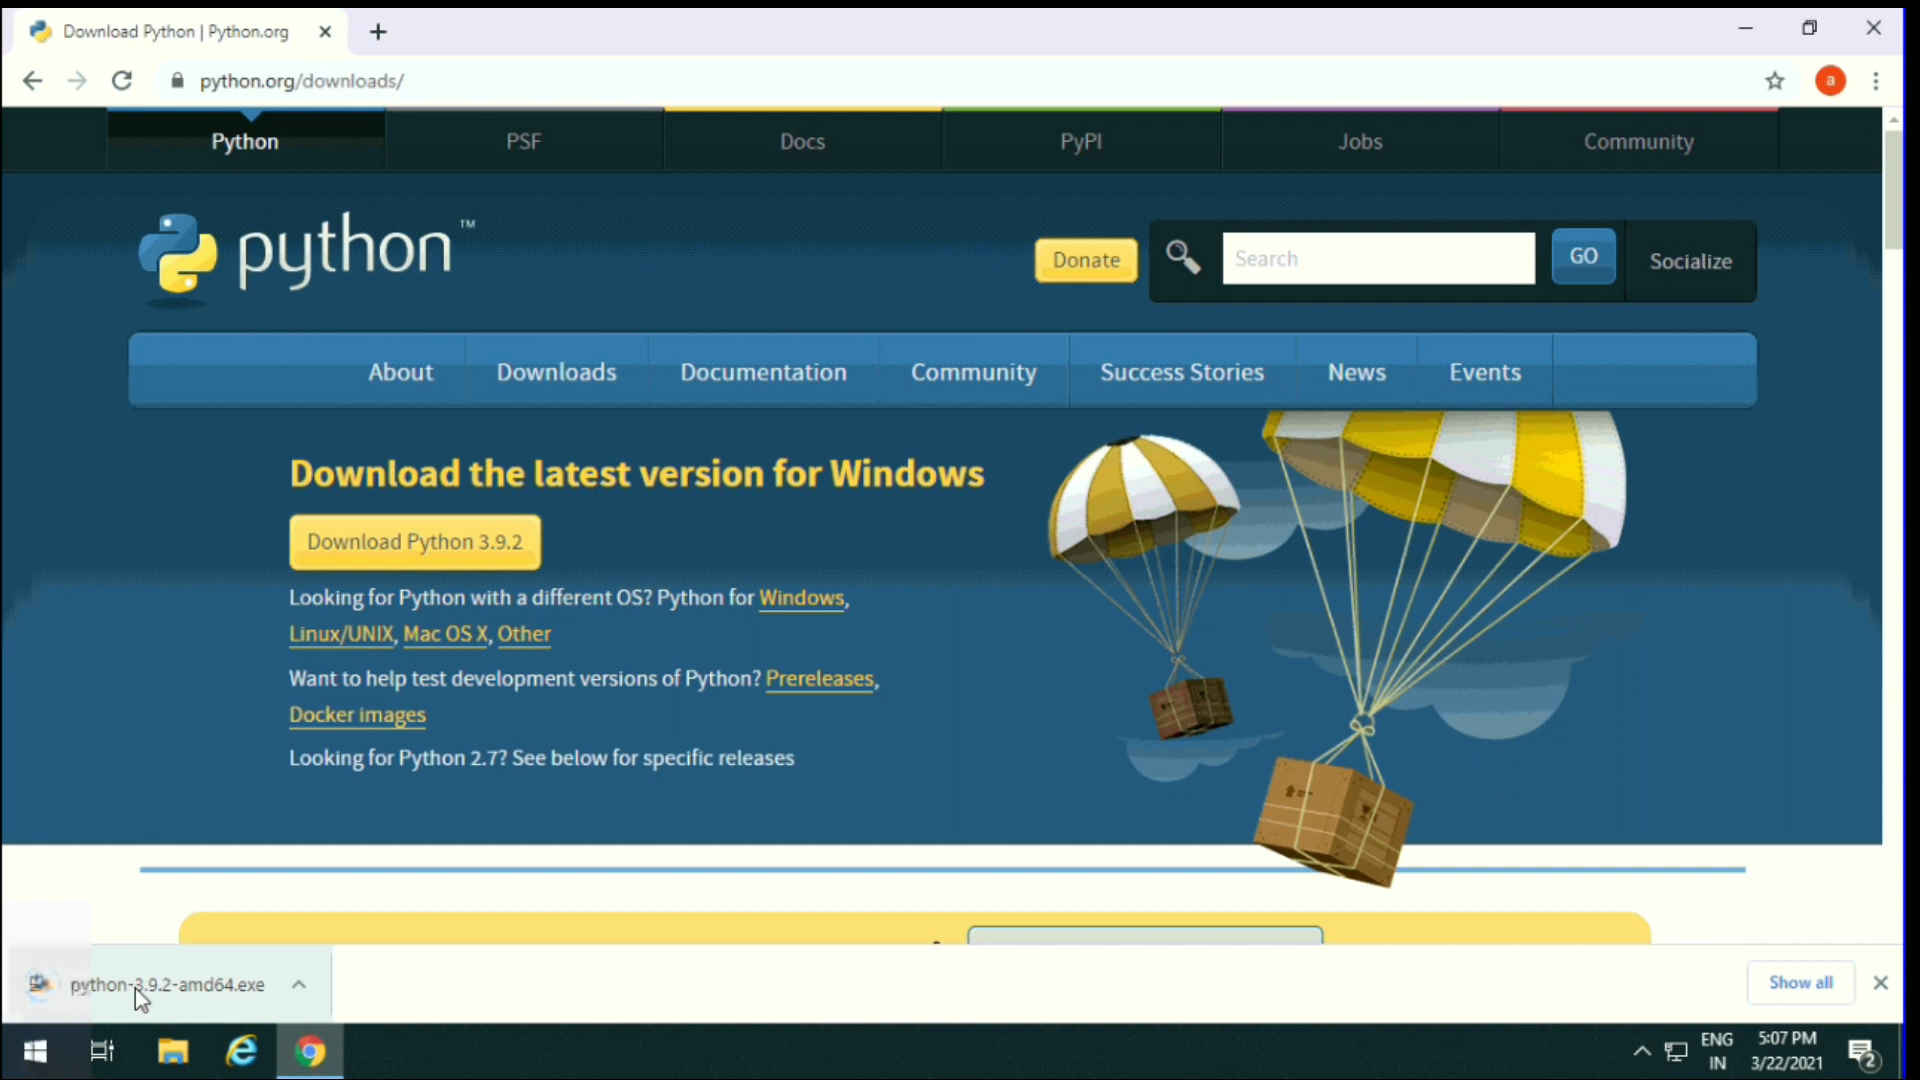 Download Python | Python.org
python.org/downloads/
a
Python
PSF
Docs
PyPI
Jobs
Community
python™
Donate
Search
GO
Socialize
About
Downloads
Documentation
Community
Success Stories
News
Events
Download the latest version for Windows
Download Python 3.9.2
Looking for Python with a different OS? Python for Windows,
Linux/UNIX, Mac OS X, Other
Want to help test development versions of Python? Prereleases,
Docker images
Looking for Python 2.7? See below for specific releases
python-3.9.2-amd64.exe
Show all
ENG
IN
5:07 PM
3/22/2021
2